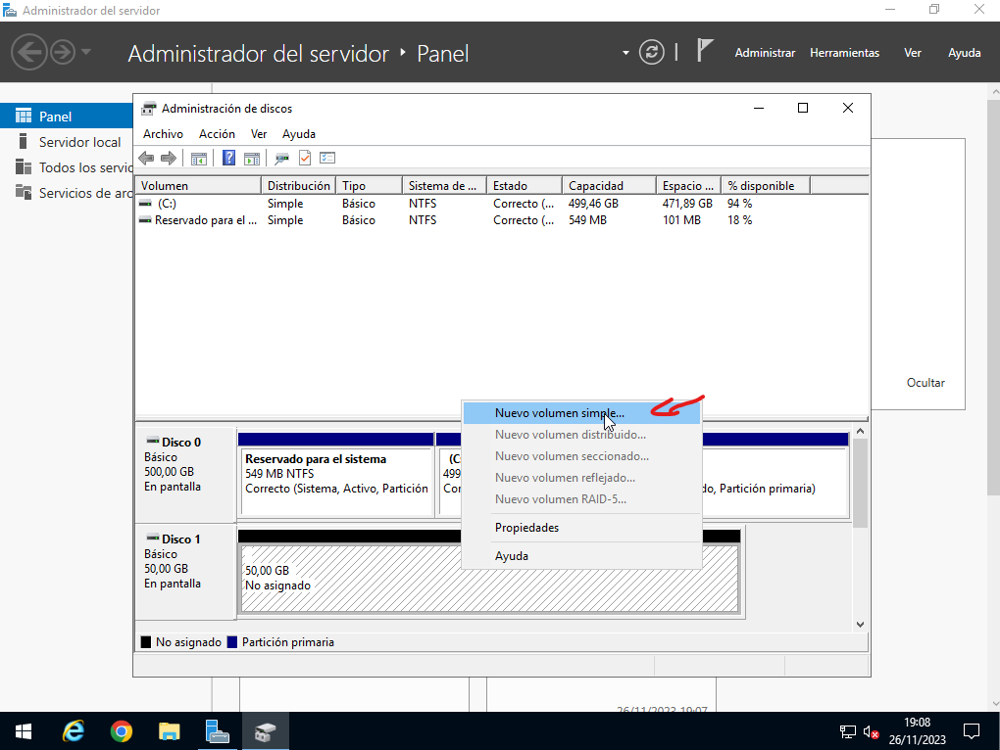 Administrador del servidor
Administrador del servidor
Panel
Administrar
Herramientas
Ver
Ayuda
Panel
Servidor local
Todos los servic
Servicios de arc
Administración de discos
Archivo
Acción
Ver
Ayuda
Volumen Distribución Tipo Sistema de ... Estado Capacidad Espacio ... % disponible
(C:) Simple Básico NTFS Correcto (... 499,46 GB 471,89 GB 94 %
Reservado para el ... Simple Básico NTFS Correcto (... 549 MB 101 MB 18 %
Ocultar
Nuevo volumen simple...
Nuevo volumen distribuido...
Nuevo volumen seccionado...
Nuevo volumen reflejado...
Nuevo volumen RAID-5...
Propiedades
Ayuda
Disco 0
Básico
500,00 GB
En pantalla
Reservado para el sistema
549 MB NTFS
Correcto (Sistema, Activo, Partición
(C
499
Cor
do, Partición primaria)
Disco 1
Básico
50,00 GB
En pantalla
50,00 GB
No asignado
No asignado Partición primaria
26/11/2023 19:07
19:08
26/11/2023